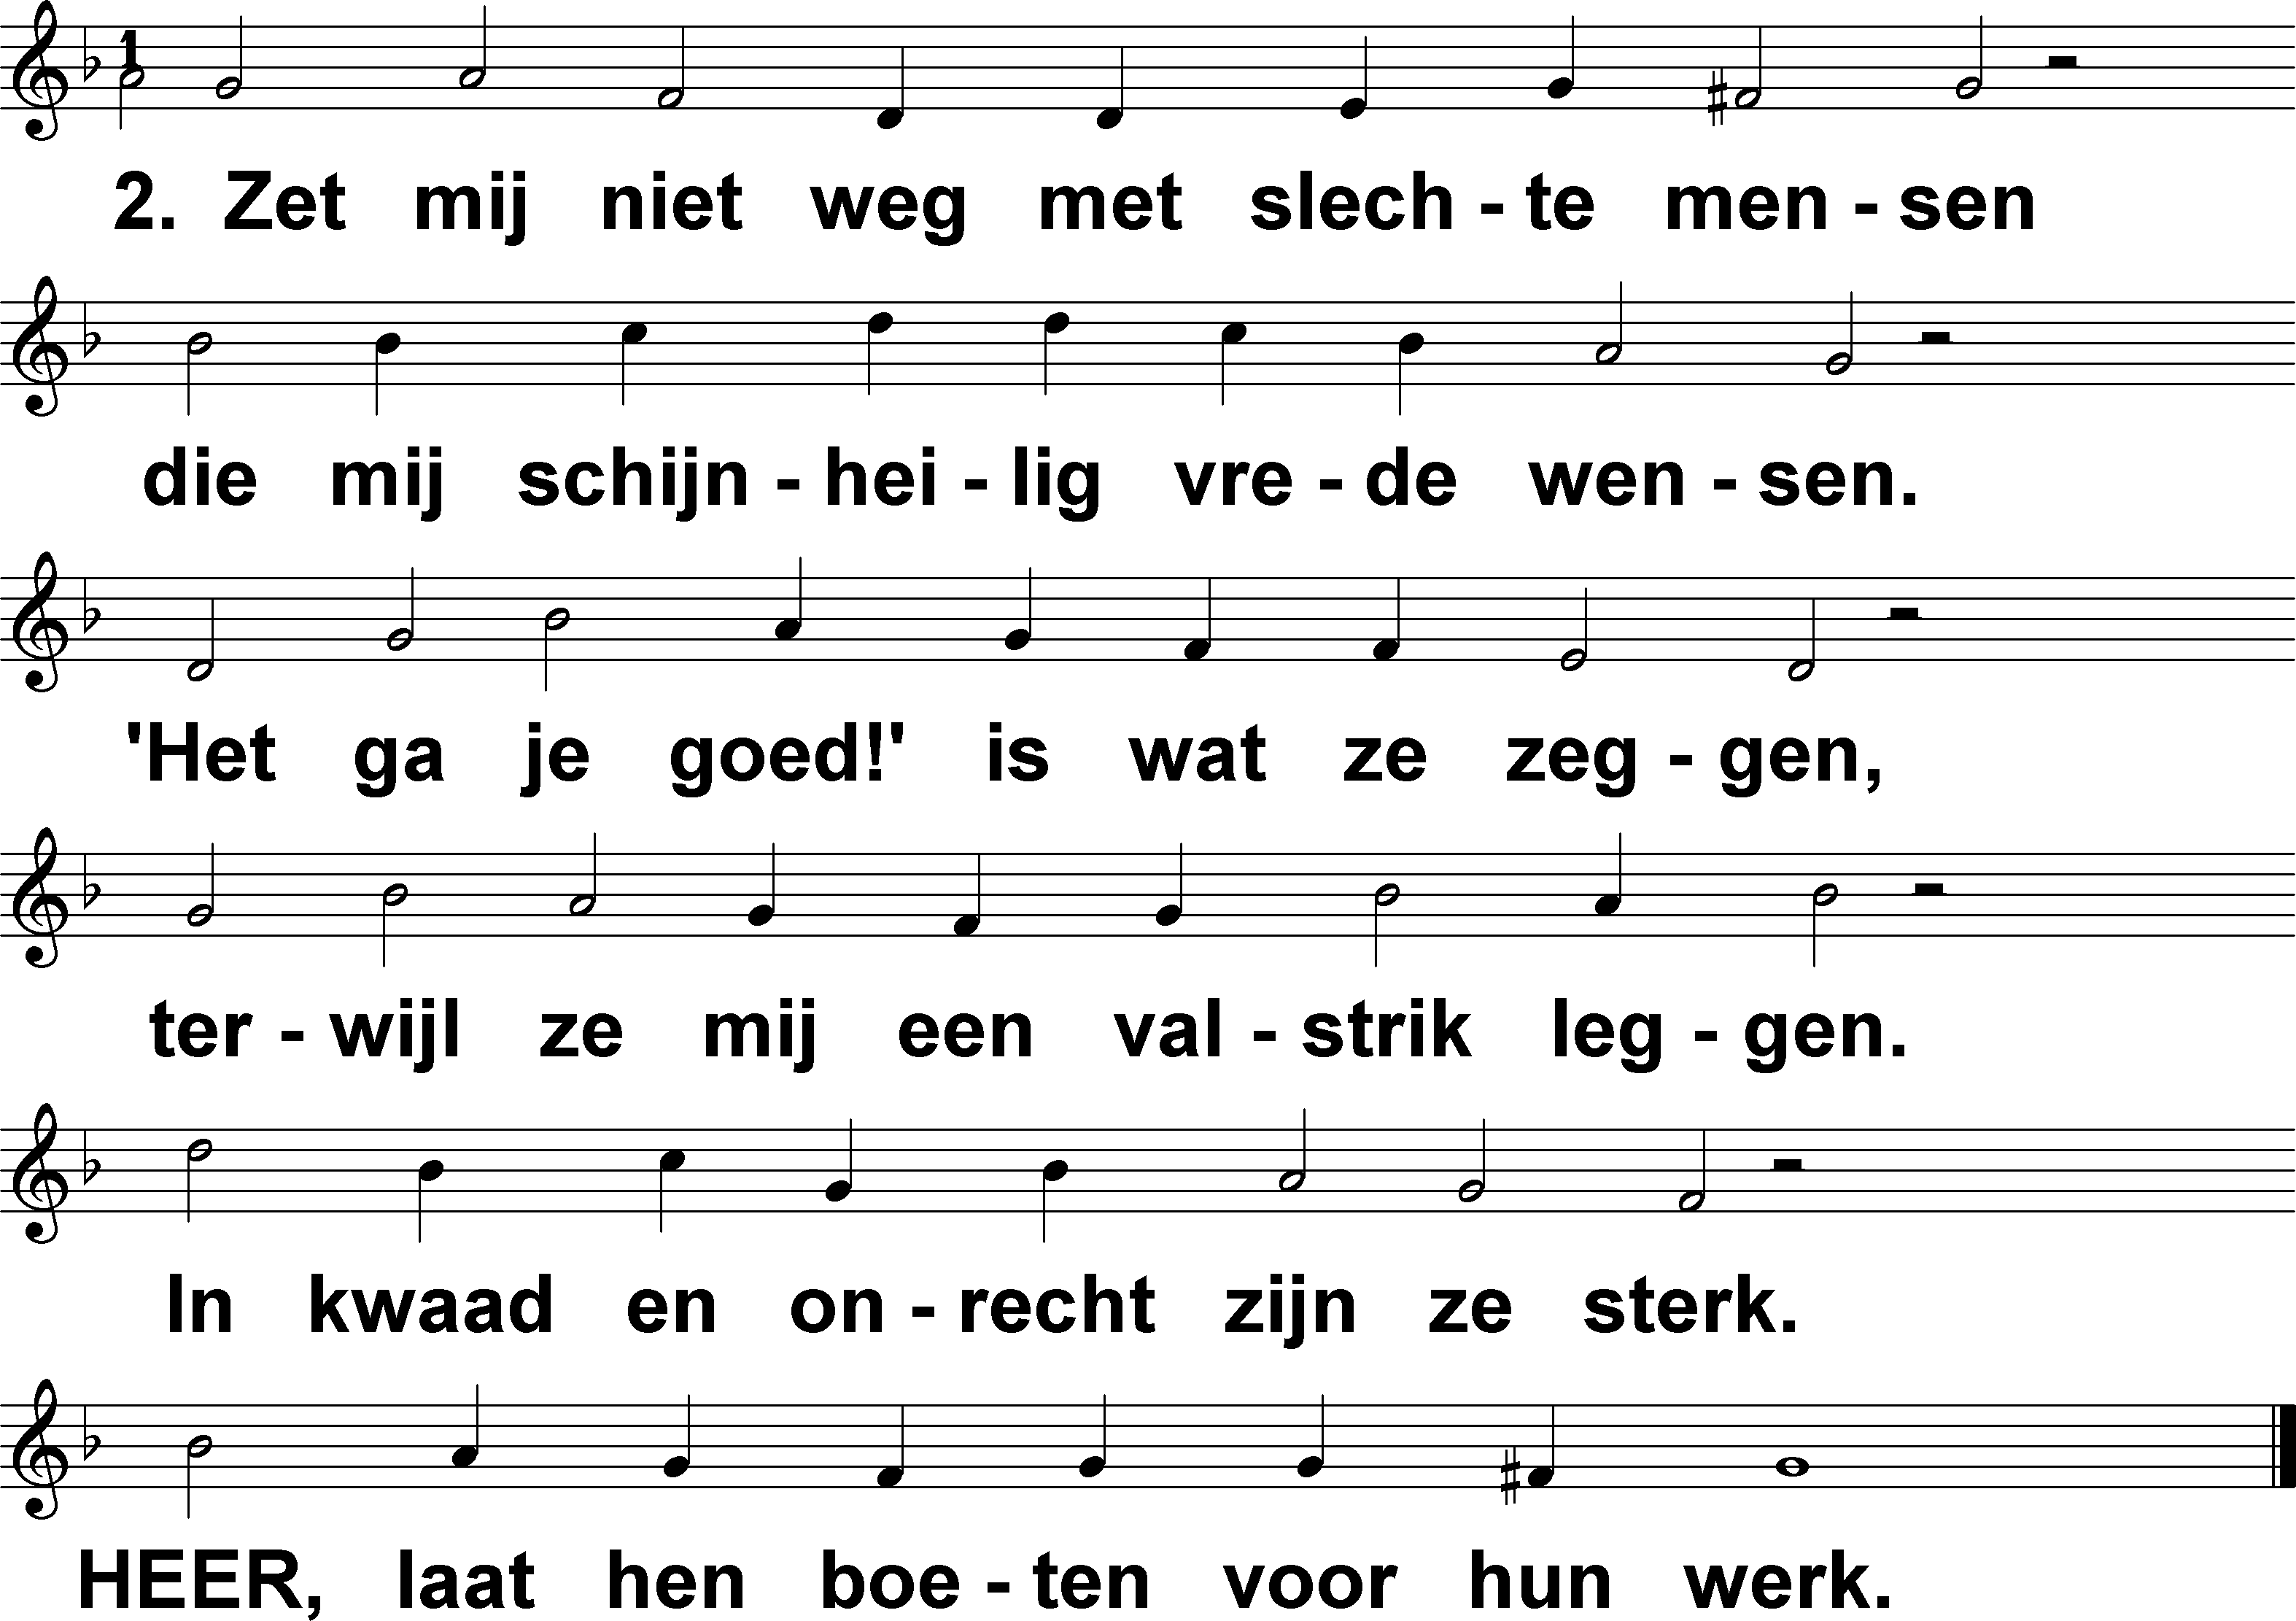 1
2. Zet mij niet weg met slech - te men - sen
die mij schijn - hei - lig vre - de wen - sen.
'Het ga je goed!' is wat ze zeg - gen,
ter - wijl ze mij een val - strik leg - gen.
In kwaad en on - recht zijn ze sterk.
HEER, laat hen boe - ten voor hun werk.